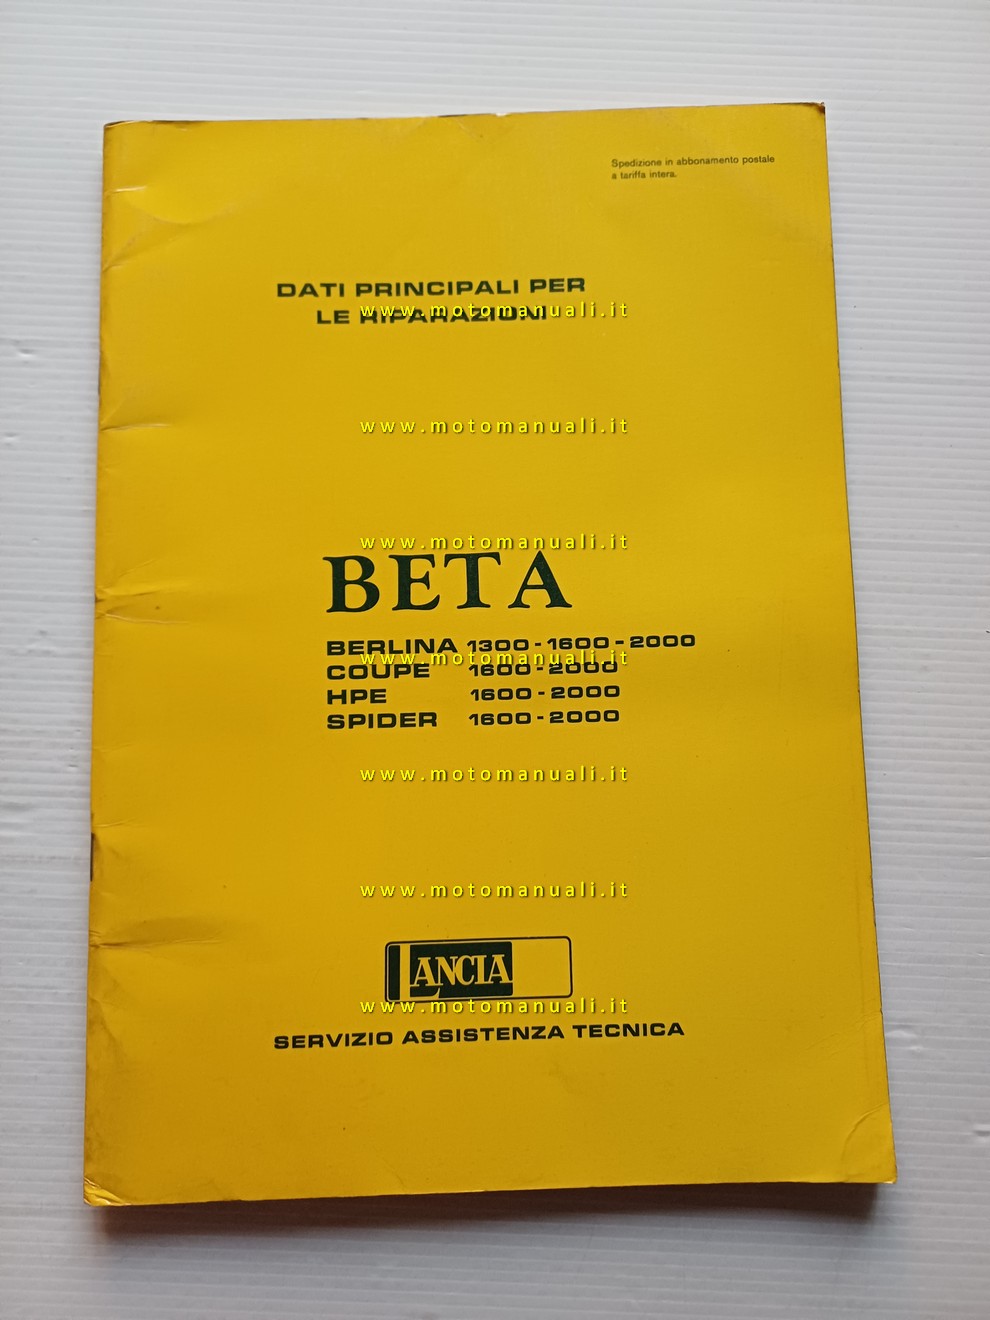 Spedizione in abbonamento postale
a tariffa intera.
DATI PRINCIPALI PER
LE RIPARAZIONI
www.motomanuali.it
www.motomanuali.it
www.motomanuali.it
BETA
BERLINA 1300-1600-2000
www.motomanuali.it
COUPE 1600-2000
HPE 1600-2000
SPIDER 1600-2000
www.motomanuali.it
www.motomanuali.it
LANCIA
www.motomanuali.it
SERVIZIO ASSISTENZA TECNICA